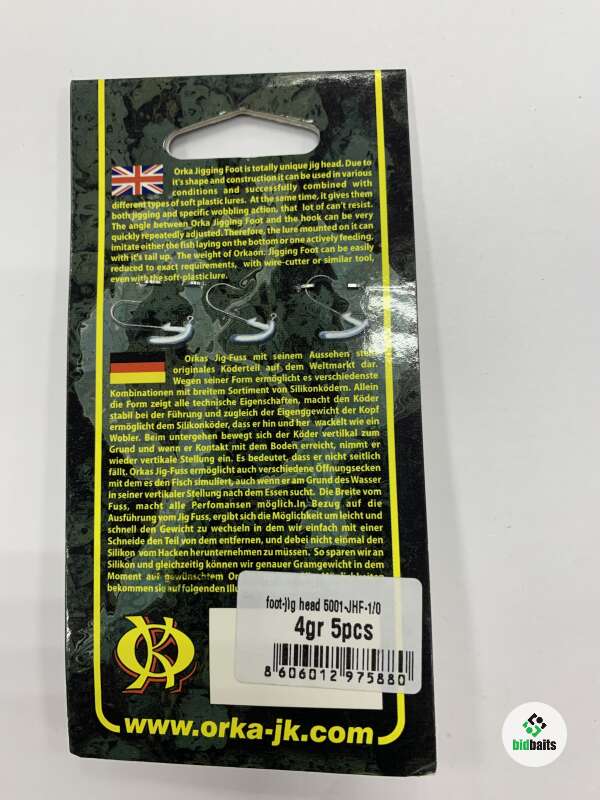 Orka Jigging Foot is totally unique jig head. Due to
it's shape and construction it can be used in various
conditions and successfully combined with
different types of soft plastic lures. At the same time, it gives them
both jigging and specific wobbling action, that lot of can't resist.
The angle between Orka Jigging Foot and the hook can be very
quickly repeatedly adjusted. Therefore, the lure mounted on it can
imitate either the fish laying on the bottom or one actively feeding,
with it's tail up. The weight of Orkaon. Jigging Foot can be easily
reduced to exact requirements, with wire-cutter or similar tool,
even with the soft-plastic lure.
Orkas Jig-Fuss mit seinem Aussehen
originales Köderteil auf dem Weltmarkt dar.
Wegen seiner Form ermöglicht es verschiedenste
Kombinationen mit breitem Sortiment von Silikonködern. Allein
die Form zeigt alle technische Eigenschaften, macht den Köder
stabil bei der Führung und zugleich der Eigenggewicht der Kopf
ermöglicht dem Silikonköder, dass er hin und her wackelt wie ein
Wobler. Beim untergehen bewegt sich der Köder vertilkal zum
Grund und wenn er Kontakt mit dem Boden erreicht, nimmt er
wieder vertikale Stellung ein. Es bedeutet, dass er nicht seitlich
fällt. Orkas Jig-Fuss ermöglicht auch verschiedene Öffnungsecken
mit dem es den Fisch simuliert, auch wenn er am Grund des Wasser
in seiner vertikaler Stellung nach dem Essen sucht. Die Breite vom
Fuss, macht alle Perfomansen möglich.In Bezug auf die
Ausführung vom Jig Fuss, ergibt sich die Möglichkeit um leicht und
schnell den Gewicht zu wechseln in dem wir einfach mit einer
Schneide den Teil von dem entfernen, und dabei nicht einmal den
Silikon vom Hacken herunternehmen zu müssen. So sparen wir an
Silikon und gleichzeitig können wir genauer Gramgewicht in dem
Moment auf gewünschtem
bekommen sie auf folgenden
foot-jig head 5001-JHF-1/0
4gr 5pcs
8 606012 975880
www.orka-jk.com
bidbaits